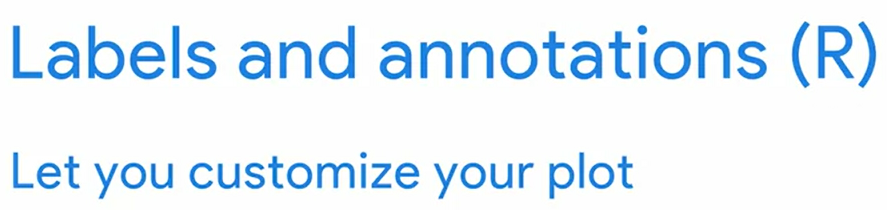 Labels and annotations (R)
Let you customize your plot